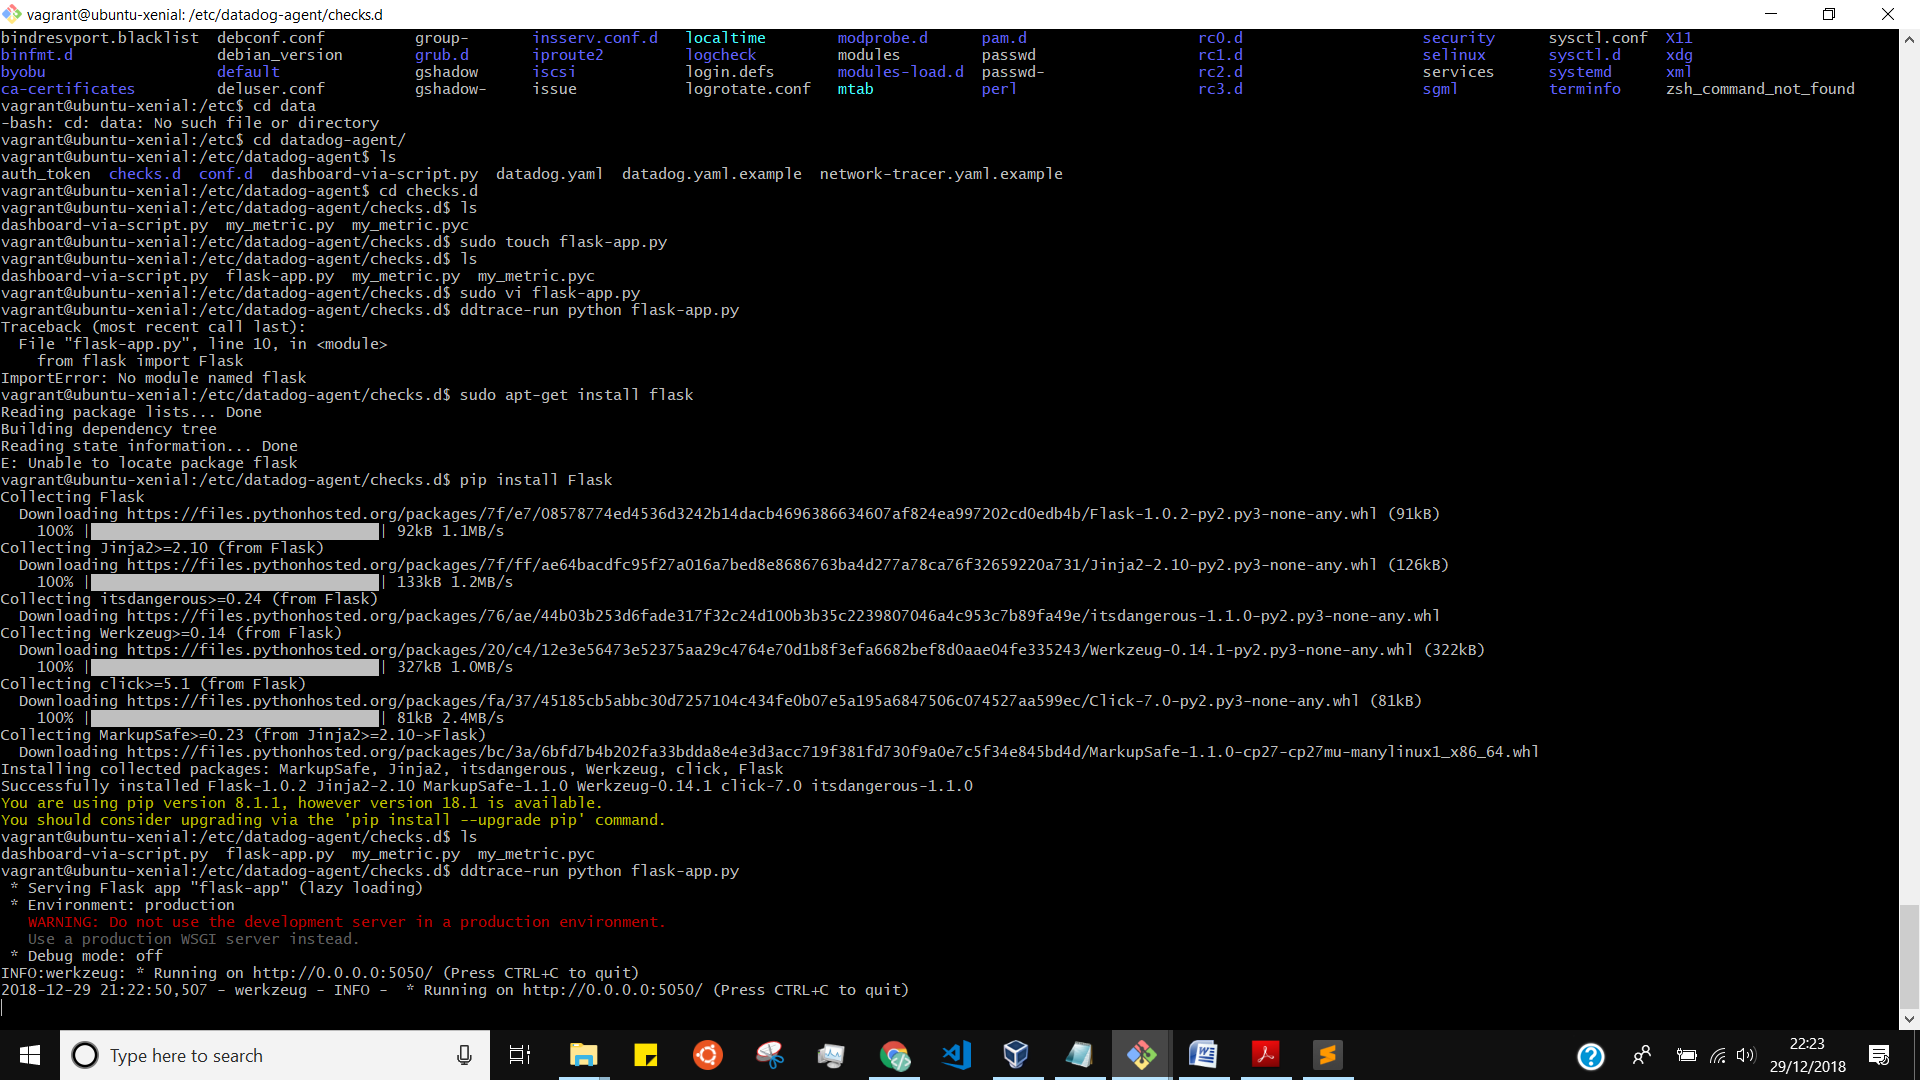 vagrant@ubuntu-xenial: /etc/datadog-agent/checks.d
bindresvport.blacklist debconf.conf group- insserv.conf.d localtime modprobe.d pam.d rc0.d security sysctl.conf X11
binfmt.d debian_version grub.d iproute2 logcheck modules passwd rc1.d selinux sysctl.d xdg
byobu default gshadow iscsi login.defs modules-load.d passwd- rc2.d services systemd xml
ca-certificates deluser.conf gshadow- issue logrotate.conf mtab perl rc3.d sgml terminfo zsh_command_not_found
vagrant@ubuntu-xenial:/etc$ cd data
-bash: cd: data: No such file or directory
vagrant@ubuntu-xenial:/etc$ cd datadog-agent/
vagrant@ubuntu-xenial:/etc/datadog-agent$ ls
auth_token checks.d conf.d dashboard-via-script.py datadog.yaml datadog.yaml.example network-tracer.yaml.example
vagrant@ubuntu-xenial:/etc/datadog-agent$ cd checks.d
vagrant@ubuntu-xenial:/etc/datadog-agent/checks.d$ ls
dashboard-via-script.py my_metric.py my_metric.pyc
vagrant@ubuntu-xenial:/etc/datadog-agent/checks.d$ sudo touch flask-app.py
vagrant@ubuntu-xenial:/etc/datadog-agent/checks.d$ ls
dashboard-via-script.py flask-app.py my_metric.py my_metric.pyc
vagrant@ubuntu-xenial:/etc/datadog-agent/checks.d$ sudo vi flask-app.py
vagrant@ubuntu-xenial:/etc/datadog-agent/checks.d$ ddtrace-run python flask-app.py
Traceback (most recent call last):
File "flask-app.py", line 10, in <module>
from flask import Flask
ImportError: No module named flask
vagrant@ubuntu-xenial:/etc/datadog-agent/checks.d$ sudo apt-get install flask
Reading package lists... Done
Building dependency tree
Reading state information... Done
E: Unable to locate package flask
vagrant@ubuntu-xenial:/etc/datadog-agent/checks.d$ pip install Flask
Collecting Flask
Downloading https://files.pythonhosted.org/packages/7f/e7/08578774ed4536d3242b14dacb4696386634607af824ea997202cd0edb4b/Flask-1.0.2-py2.py3-none-any.whl (91kB)
100% || 92kB 1.1MB/s
Collecting Jinja2>=2.10 (from Flask)
Downloading https://files.pythonhosted.org/packages/7f/ff/ae64bacdfc95f27a016a7bed8e8686763ba4d277a78ca76f32659220a731/Jinja2-2.10-py2.py3-none-any.whl (126kB)
100% || 133kB 1.2MB/s
Collecting itsdangerous>=0.24 (from Flask)
Downloading https://files.pythonhosted.org/packages/76/ae/44b03b253d6fade317f32c24d100b3b35c2239807046a4c953c7b89fa49e/itsdangerous-1.1.0-py2.py3-none-any.whl
Collecting Werkzeug>=0.14 (from Flask)
Downloading https://files.pythonhosted.org/packages/20/c4/12e3e56473e52375aa29c4764e70d1b8f3efa6682bef8d0aae04fe335243/Werkzeug-0.14.1-py2.py3-none-any.whl (322kB)
100% || 327kB 1.0MB/s
Collecting click>=5.1 (from Flask)
Downloading https://files.pythonhosted.org/packages/fa/37/45185cb5abbc30d7257104c434fe0b07e5a195a6847506c074527aa599ec/Click-7.0-py2.py3-none-any.whl (81kB)
100% || 81kB 2.4MB/s
Collecting MarkupSafe>=0.23 (from Jinja2>=2.10->Flask)
Downloading https://files.pythonhosted.org/packages/bc/3a/6bfd7b4b202fa33bdda8e4e3d3acc719f381fd730f9a0e7c5f34e845bd4d/MarkupSafe-1.1.0-cp27-cp27mu-manylinux1_x86_64.whl
Installing collected packages: MarkupSafe, Jinja2, itsdangerous, Werkzeug, click, Flask
Successfully installed Flask-1.0.2 Jinja2-2.10 MarkupSafe-1.1.0 Werkzeug-0.14.1 click-7.0 itsdangerous-1.1.0
You are using pip version 8.1.1, however version 18.1 is available.
You should consider upgrading via the 'pip install --upgrade pip' command.
vagrant@ubuntu-xenial:/etc/datadog-agent/checks.d$ ls
dashboard-via-script.py flask-app.py my_metric.py my_metric.pyc
vagrant@ubuntu-xenial:/etc/datadog-agent/checks.d$ ddtrace-run python flask-app.py
* Serving Flask app "flask-app" (lazy loading)
* Environment: production
WARNING: Do not use the development server in a production environment.
Use a production WSGI server instead.
* Debug mode: off
INFO:werkzeug: * Running on http://0.0.0.0:5050/ (Press CTRL+C to quit)
2018-12-29 21:22:50,507 - werkzeug - INFO -  * Running on http://0.0.0.0:5050/ (Press CTRL+C to quit)
Type here to search
22:23
29/12/2018